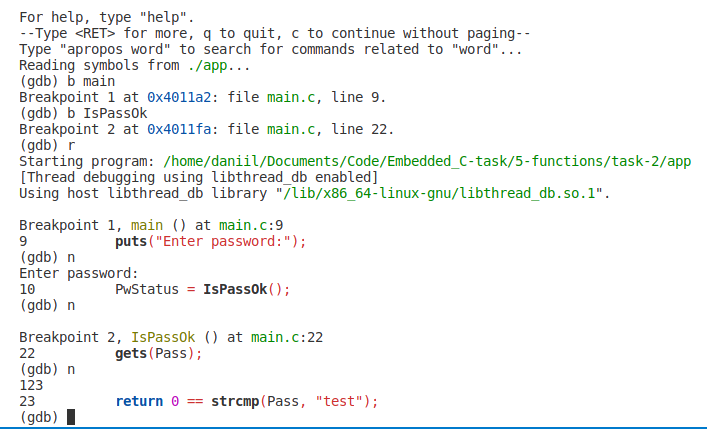 For help, type "help".
--Type <RET> for more, q to quit, c to continue without paging--
Type "apropos word" to search for commands related to "word"...
Reading symbols from ./app...
(gdb) b main
Breakpoint 1 at 0x4011a2: file main.c, line 9.
(gdb) b IsPassOk
Breakpoint 2 at 0x4011fa: file main.c, line 22.
(gdb) r
Starting program: /home/daniil/Documents/Code/Embedded_C-task/5-functions/task-2/app
[Thread debugging using libthread_db enabled]
Using host libthread_db library "/lib/x86_64-linux-gnu/libthread_db.so.1".

Breakpoint 1, main () at main.c:9
9           puts("Enter password:");
(gdb) n
Enter password:
10          PwStatus = IsPassOk();
(gdb) n

Breakpoint 2, IsPassOk () at main.c:22
22          gets(Pass);
(gdb) n
123
23          return 0 == strcmp(Pass, "test");
(gdb)